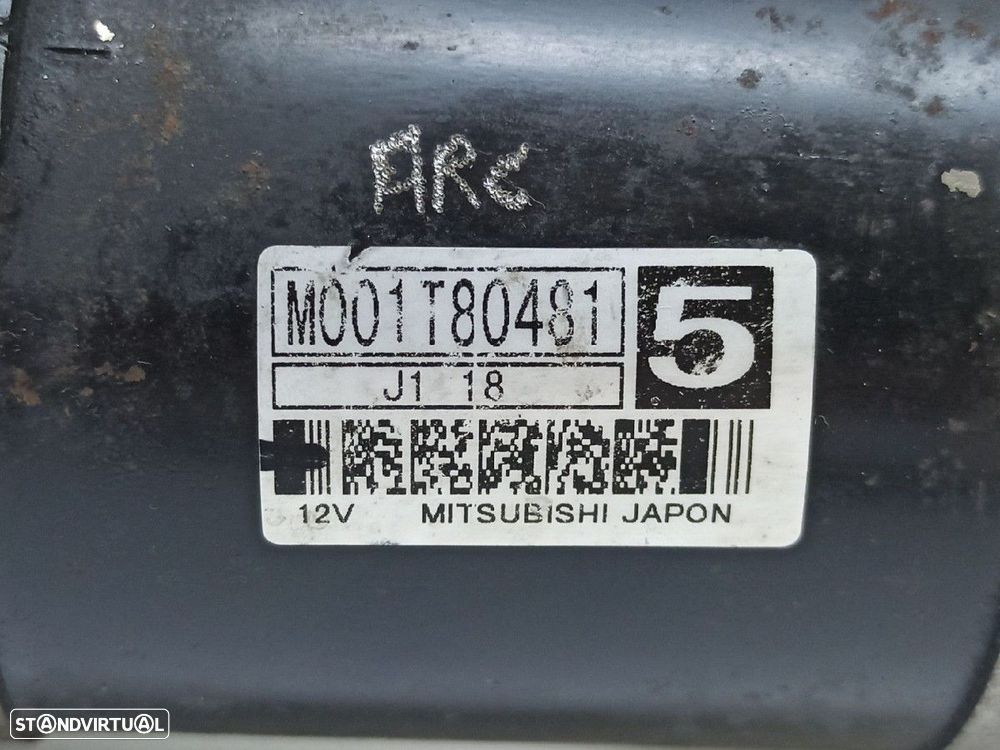 ARC
M001T80481
5
J1 18
12V MITSUBISHI JAPON
STANDVIRTUAL